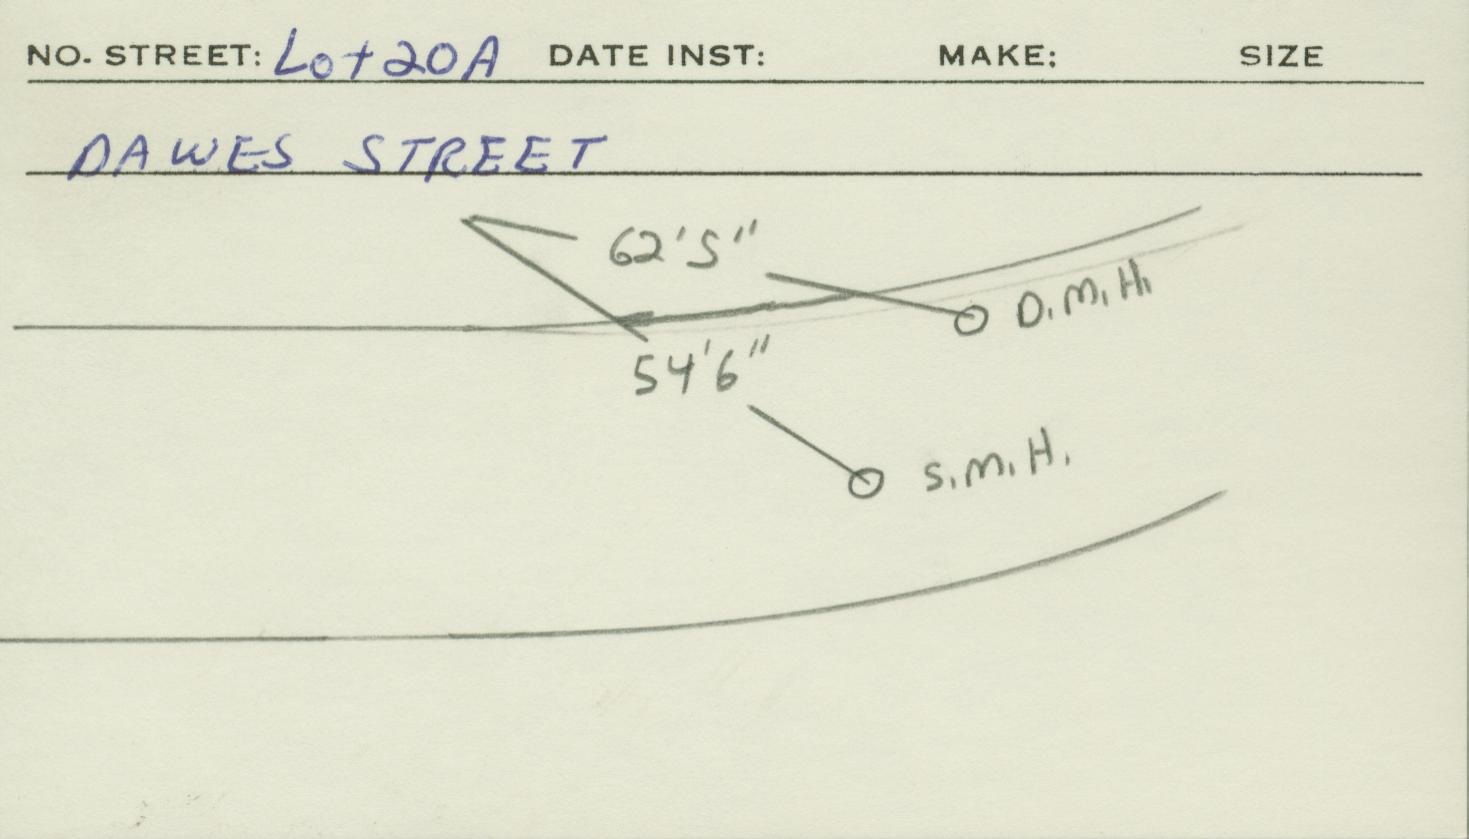 NO. STREET: Lot 20A DATE INST: MAKE: SIZE
DAWES STREET
62'5"
D.M.H.
54'6"
S.M.H.